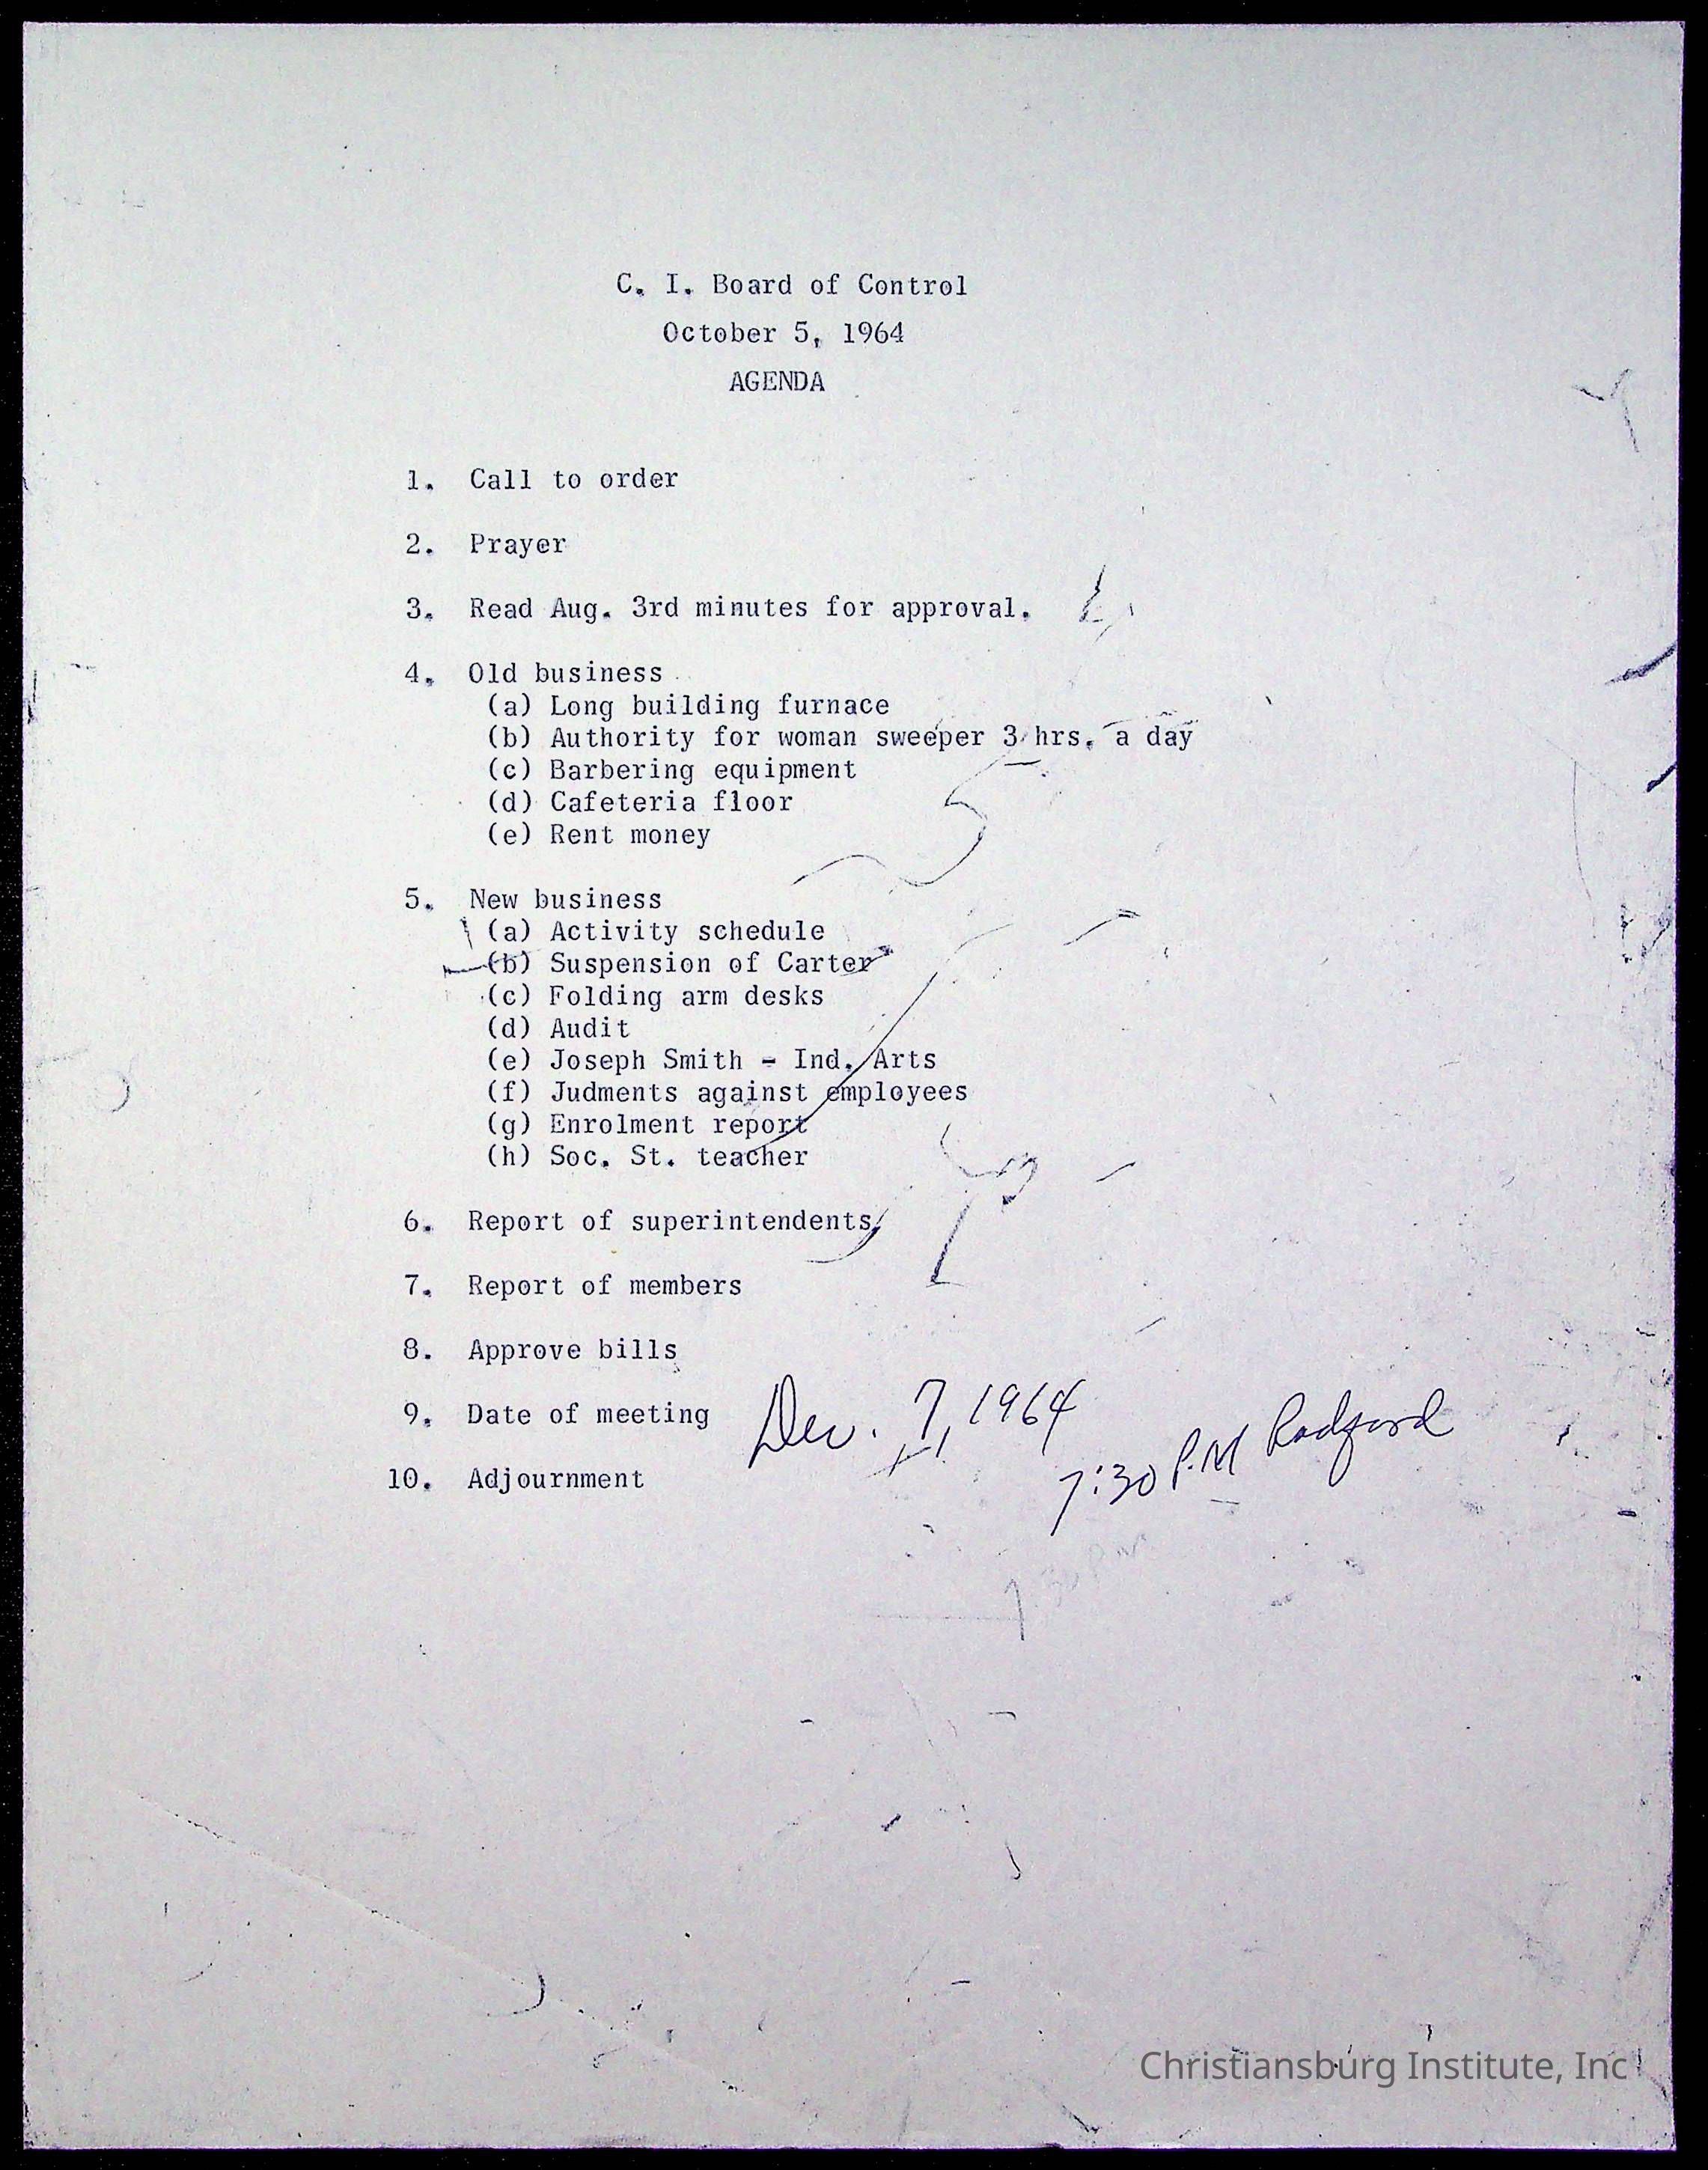 C. I. Board of Control
October 5, 1964
AGENDA
1. Call to order
2. Prayer
3. Read Aug. 3rd minutes for approval.
4. Old business
(a) Long building furnace
(b) Authority for woman sweeper 3 hrs. a day
(c) Barbering equipment
(d) Cafeteria floor
(e) Rent money
5. New business
(a) Activity schedule
(b) Suspension of Carter
(c) Folding arm desks
(d) Audit
(e) Joseph Smith - Ind. Arts
(f) Judments against employees
(g) Enrolment report
(h) Soc. St. teacher
6. Report of superintendents
7. Report of members
8. Approve bills
9. Date of meeting Dec. 7, 1964
7:30 P.M Radford
10. Adjournment
Christiansburg Institute, Inc